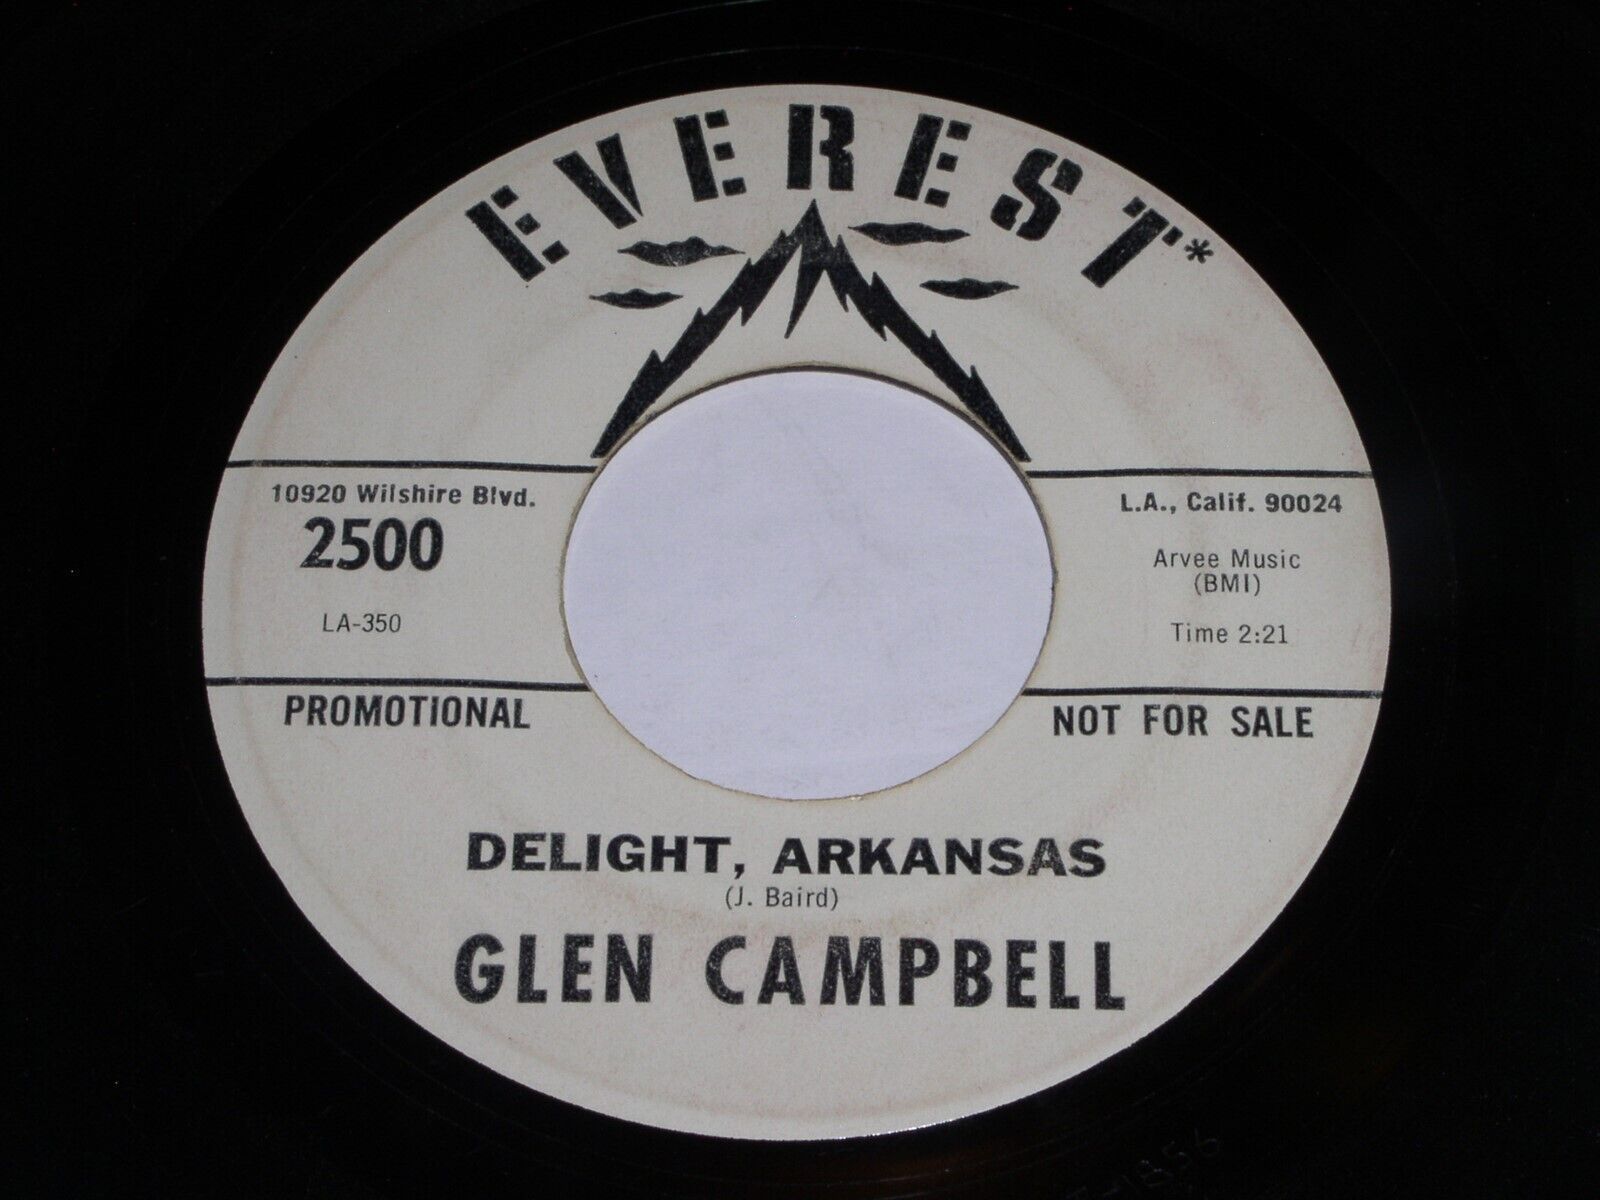 EVEREST*
10920 Wilshire Blvd.
2500
LA-350
L.A., Calif. 90024
Arvee Music
(BMI)
Time 2:21
PROMOTIONAL
NOT FOR SALE
DELIGHT, ARKANSAS
(J. Baird)
GLEN CAMPBELL